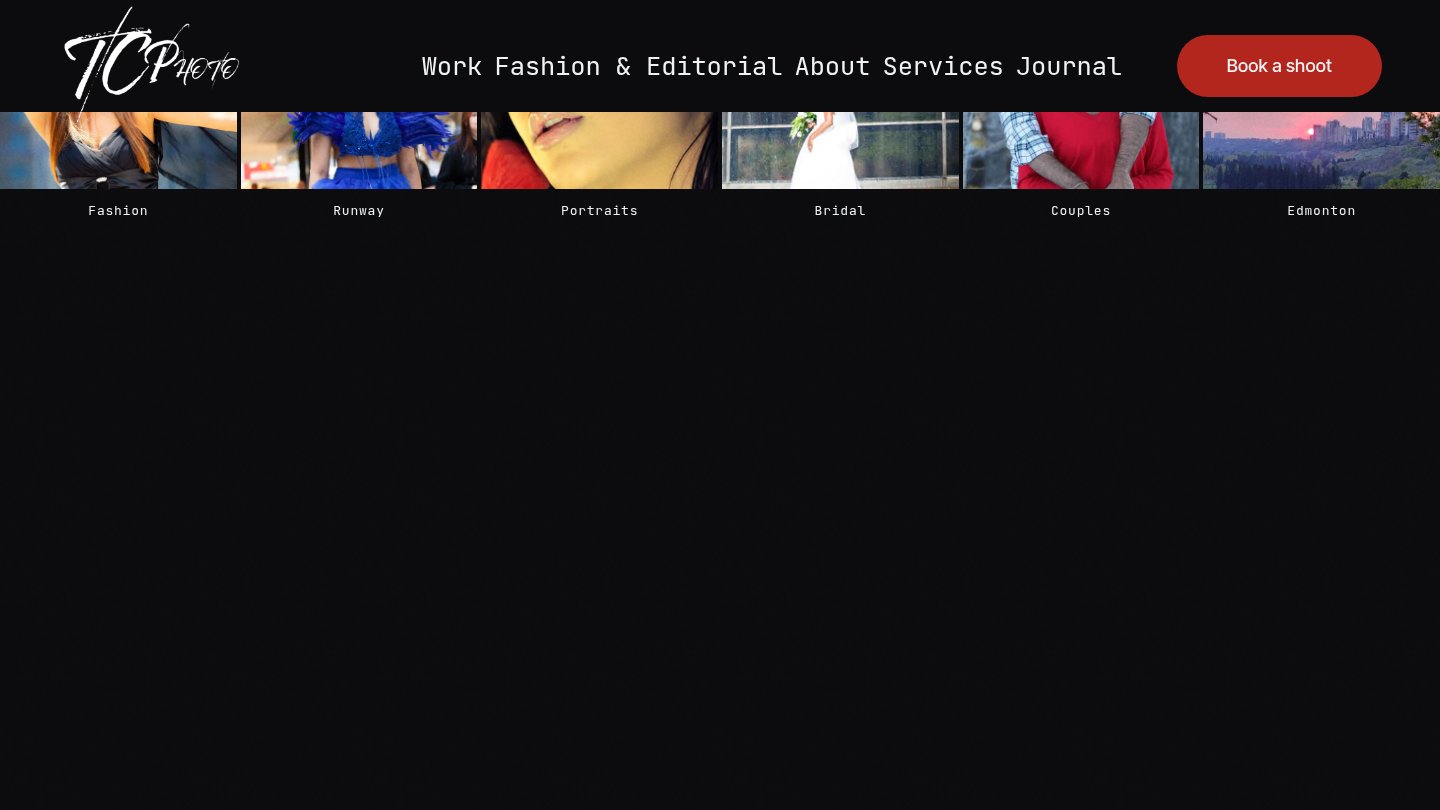 TCPHOTO
Work Fashion & Editorial About Services Journal
Book a shoot
Fashion
Runway
Portraits
Bridal
Couples
Edmonton